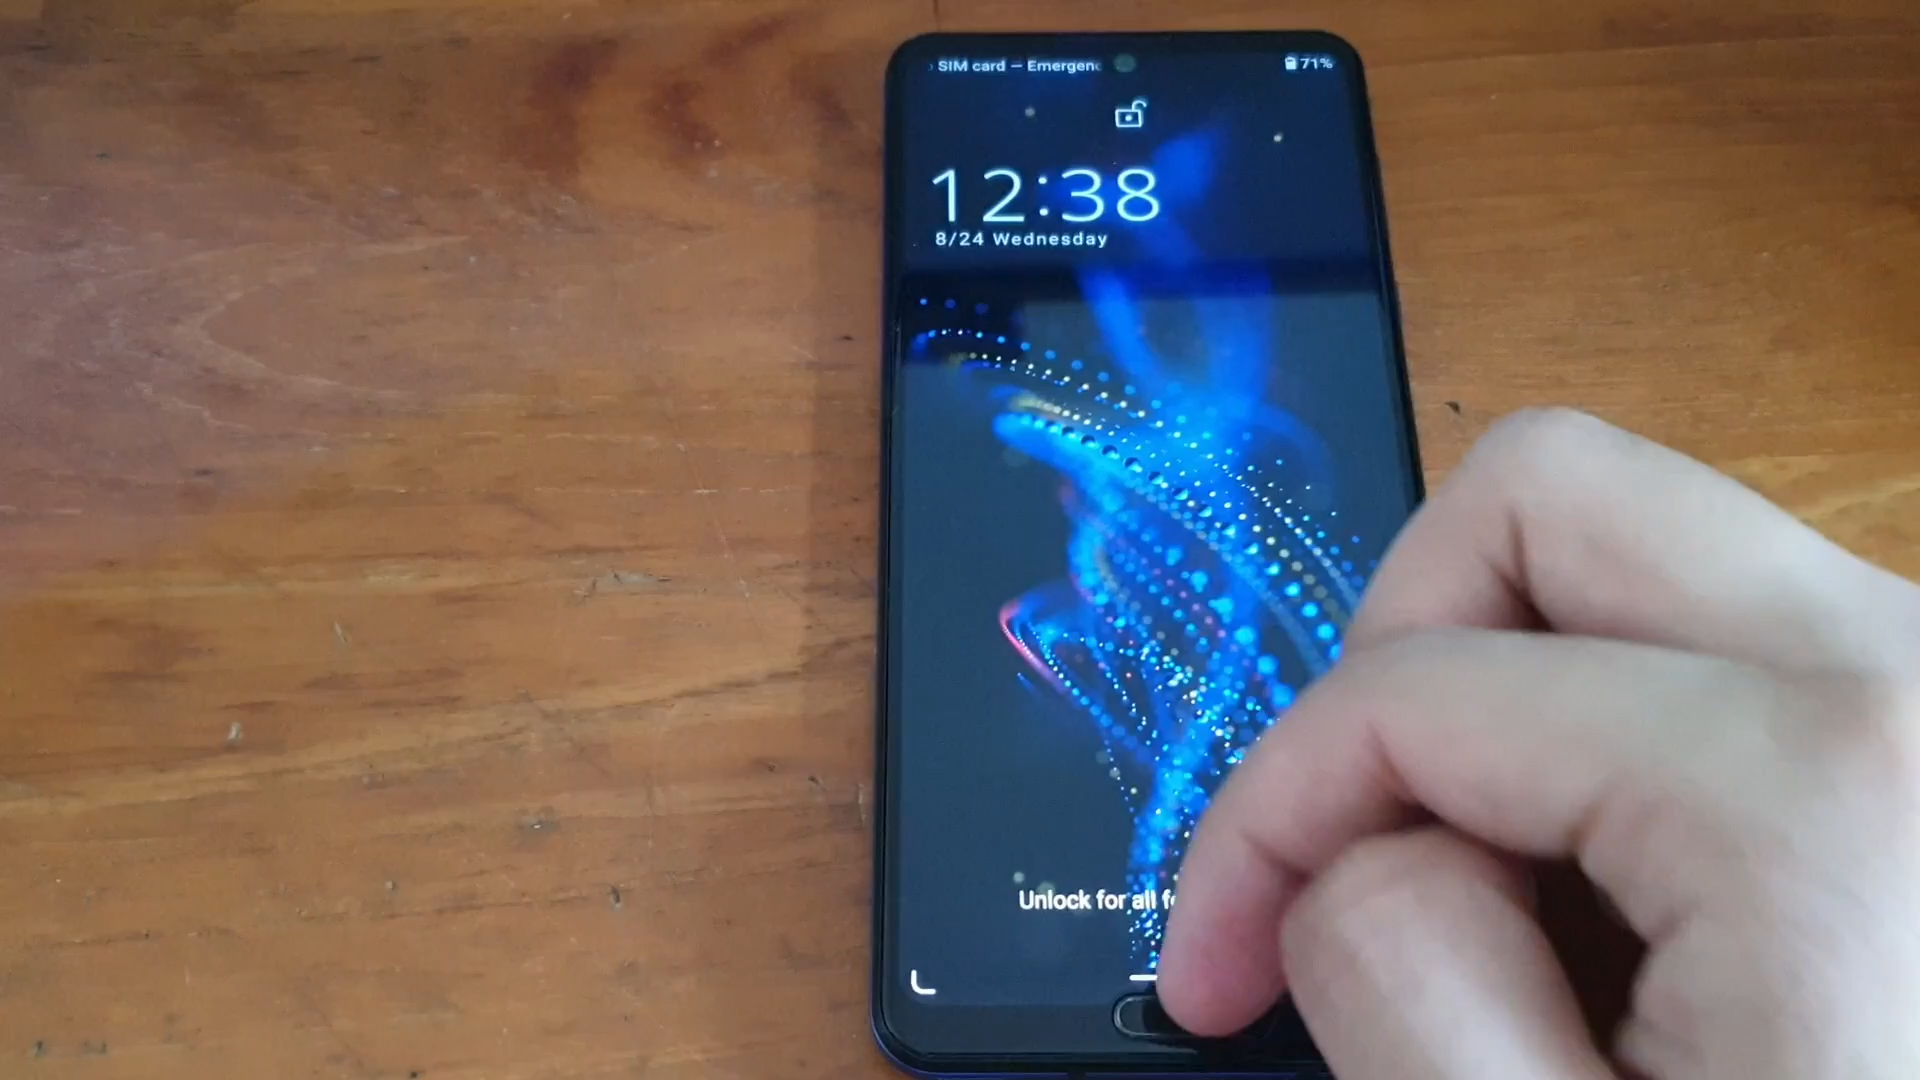 SIM card — Emergenc
71%
12:38
8/24 Wednesday
Unlock for all f